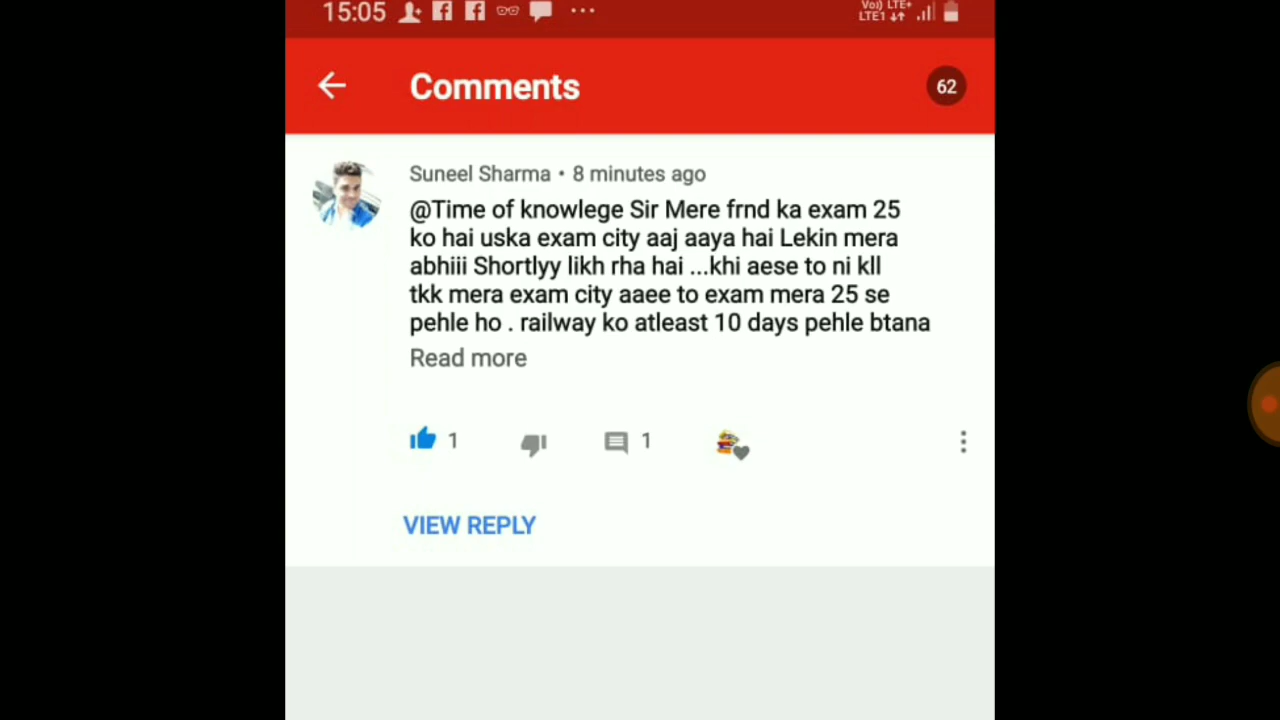 15:05
Voi) LTE+
LTE1
Comments
62
Suneel Sharma • 8 minutes ago
@Time of knowlege Sir Mere frnd ka exam 25
ko hai uska exam city aaj aaya hai Lekin mera
abhiii Shortlyy likh rha hai ...khi aese to ni kll
tkk mera exam city aaee to exam mera 25 se
pehle ho . railway ko atleast 10 days pehle btana
Read more
1
1
VIEW REPLY